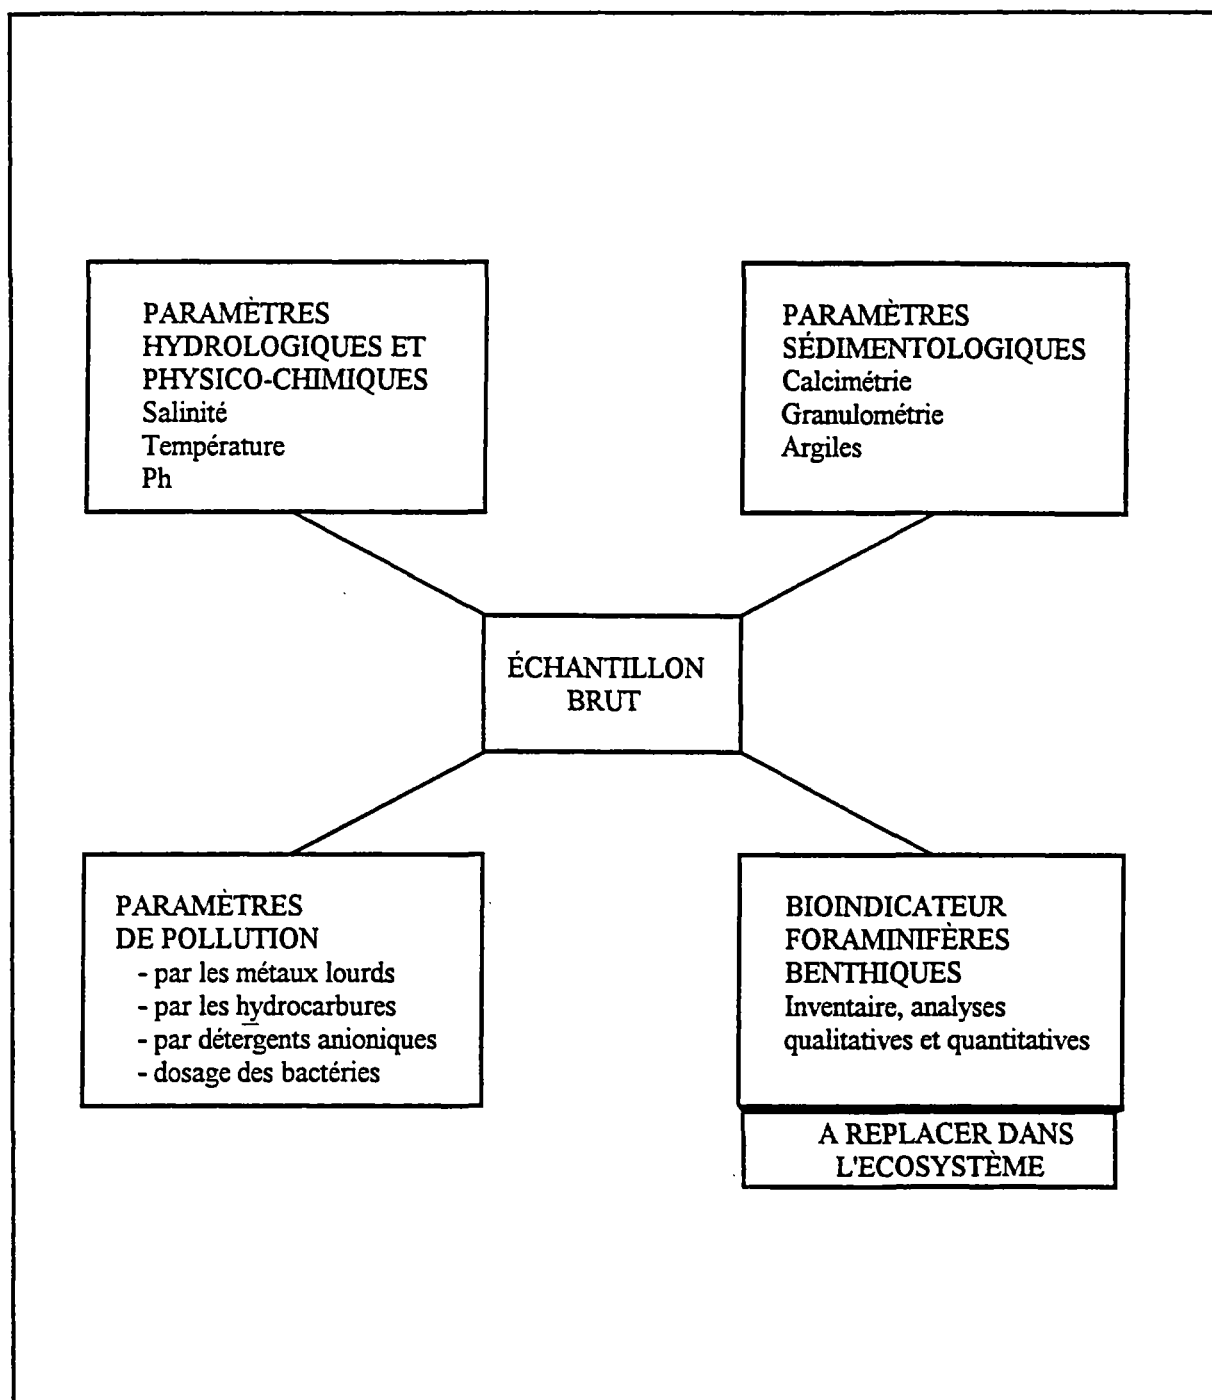 PARAMÈTRES
HYDROLOGIQUES ET
PHYSICO-CHIMIQUES
Salinité
Température
Ph
PARAMÈTRES
SÉDIMENTOLOGIQUES
Calcimétrie
Granulométrie
Argiles
ÉCHANTILLON
BRUT
PARAMÈTRES
DE POLLUTION
- par les métaux lourds
- par les hydrocarbures
- par détergents anioniques
- dosage des bactéries
BIOINDICATEUR
FORAMINIFÈRES
BENTHIQUES
Inventaire, analyses
qualitatives et quantitatives
A REPLACER DANS
L'ECOSYSTÈME